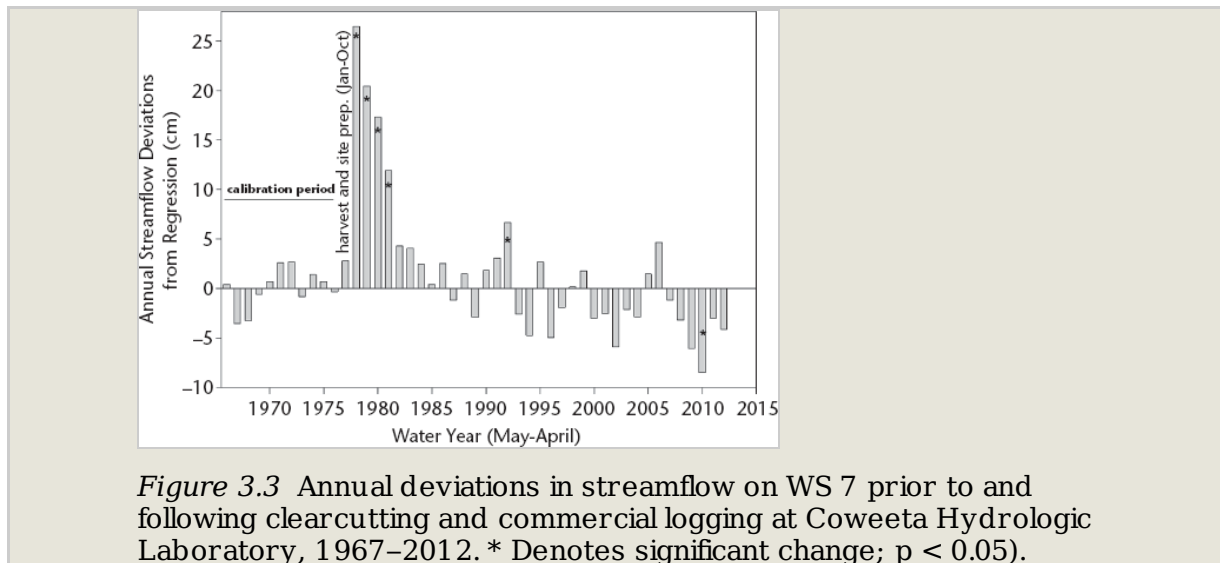 Annual Streamflow Deviations
from Regression (cm)
25
20
15
10
5
0
−5
−10
calibration period
harvest and site prep. (Jan-Oct)
*
*
*
*
*
*
1970 1975 1980 1985 1990 1995 2000 2005 2010 2015
Water Year (May-April)
Figure 3.3 Annual deviations in streamflow on WS 7 prior to and
following clearcutting and commercial logging at Coweeta Hydrologic
Laboratory, 1967–2012. * Denotes significant change; p < 0.05).